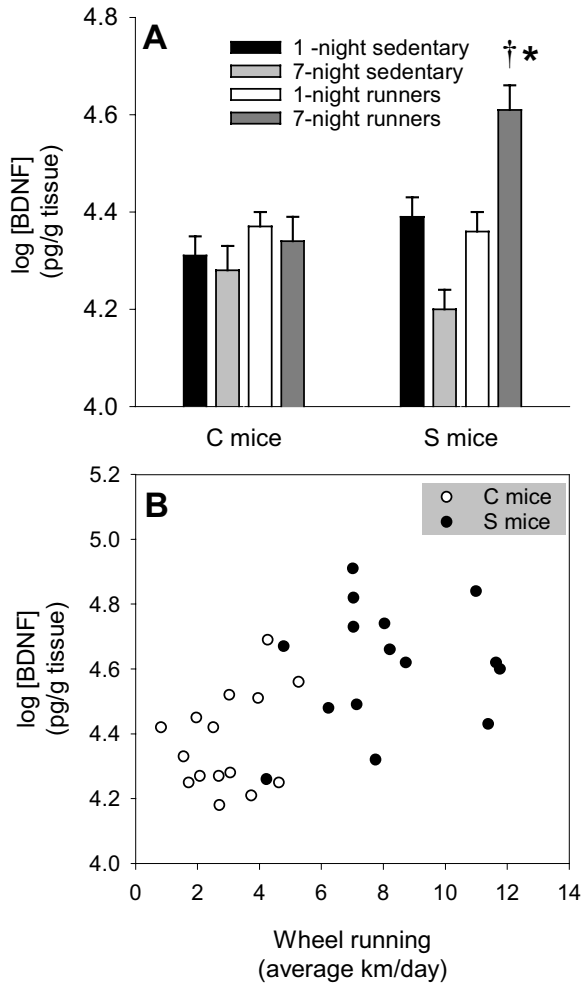 A
4.8
4.6
4.4
4.2
4.0
log [BDNF]
(pg/g tissue)
1 -night sedentary
7-night sedentary
1-night runners
7-night runners
†*
C mice
S mice
B
5.2
5.0
4.8
4.6
4.4
4.2
4.0
log [BDNF]
(pg/g tissue)
C mice
S mice
0 2 4 6 8 10 12 14
Wheel running
(average km/day)